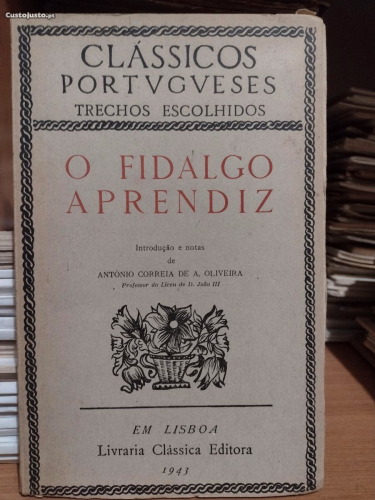 Custojusto.pt
CLÁSSICOS
PORTVGVESES
TRECHOS ESCOLHIDOS
O FIDALGO
APRENDIZ
Introdução e notas
de
ANTÓNIO CORREIA DE A. OLIVEIRA
Professor do Liceu de D. João III
EM LISBOA
Livraria Clássica Editora
1943